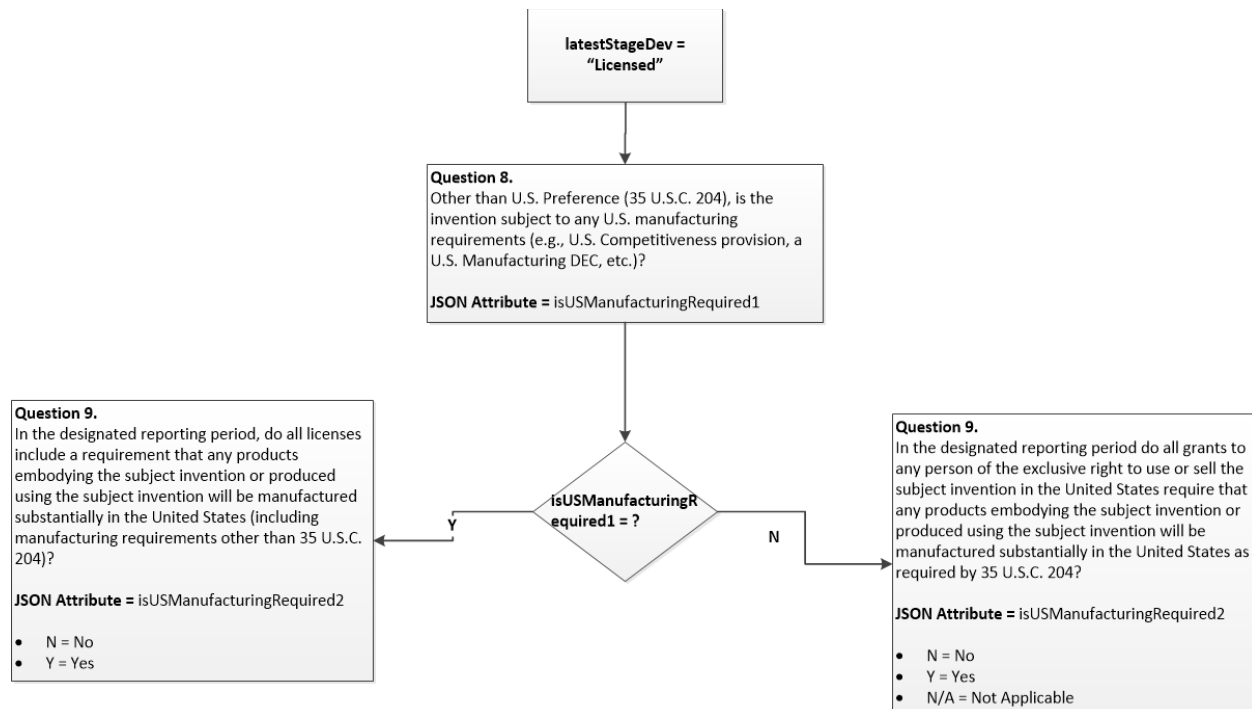 latestStageDev =
“Licensed”
Question 8.
Other than U.S. Preference (35 U.S.C. 204), is the
invention subject to any U.S. manufacturing
requirements (e.g., U.S. Competitiveness provision, a
U.S. Manufacturing DEC, etc.)?
JSON Attribute = isUSManufacturingRequired1
Question 9.
In the designated reporting period, do all licenses
include a requirement that any products
embodying the subject invention or produced
using the subject invention will be manufactured
substantially in the United States (including
manufacturing requirements other than 35 U.S.C.
204)?
JSON Attribute = isUSManufacturingRequired2
• N = No
• Y = Yes
Y
isUSManufacturingR
equired1 = ?
N
Question 9.
In the designated reporting period do all grants to
any person of the exclusive right to use or sell the
subject invention in the United States require that
any products embodying the subject invention or
produced using the subject invention will be
manufactured substantially in the United States as
required by 35 U.S.C. 204?
JSON Attribute = isUSManufacturingRequired2
• N = No
• Y = Yes
• N/A = Not Applicable